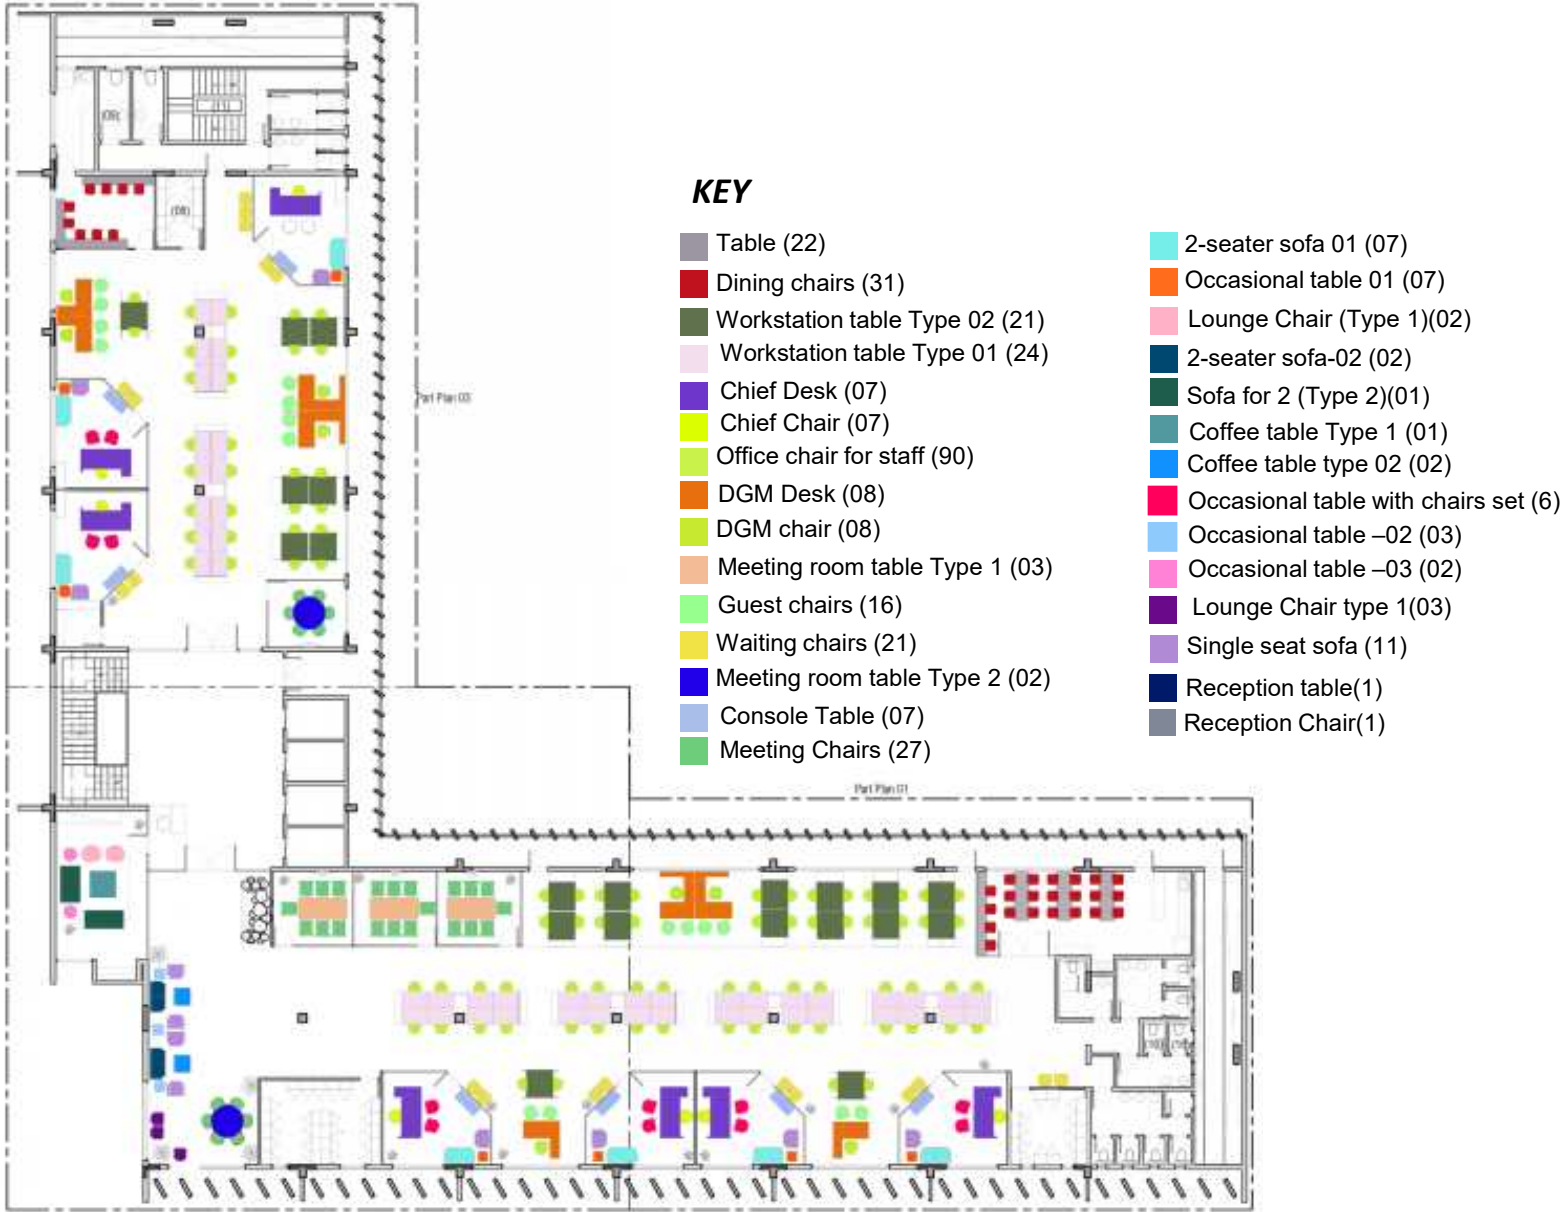 KEY
Table (22)
Dining chairs (31)
Workstation table Type 02 (21)
Workstation table Type 01 (24)
Chief Desk (07)
Chief Chair (07)
Office chair for staff (90)
DGM Desk (08)
DGM chair (08)
Meeting room table Type 1 (03)
Guest chairs (16)
Waiting chairs (21)
Meeting room table Type 2 (02)
Console Table (07)
Meeting Chairs (27)
2-seater sofa 01 (07)
Occasional table 01 (07)
Lounge Chair (Type 1)(02)
2-seater sofa-02 (02)
Sofa for 2 (Type 2)(01)
Coffee table Type 1 (01)
Coffee table type 02 (02)
Occasional table with chairs set (6)
Occasional table –02 (03)
Occasional table –03 (02)
Lounge Chair type 1(03)
Single seat sofa (11)
Reception table(1)
Reception Chair(1)
Part Plan 03
Part Plan 01